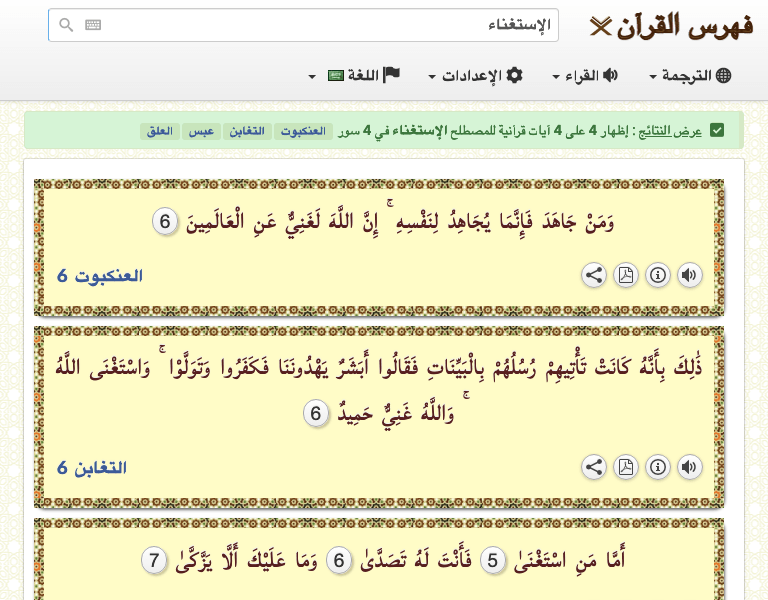 فهرس القرآن
الإستغناء
الترجمة القراء الإعدادات اللغة
عرض النتائج : إظهار 4 على 4 آيات قرآنية للمصطلح الإستغناء في 4 سور العنكبوت التغابن عبس العلق
وَمَنْ جَاهَدَ فَإِنَّمَا يُجَاهِدُ لِنَفْسِهِ ۚ إِنَّ اللَّهَ لَغَنِيٌّ عَنِ الْعَالَمِينَ 6
العنكبوت 6
ذَٰلِكَ بِأَنَّهُ كَانَتْ تَأْتِيهِمْ رُسُلُهُمْ بِالْبَيِّنَاتِ فَقَالُوا أَبَشَرٌ يَهْدُونَنَا فَكَفَرُوا وَتَوَلَّوْا ۚ وَاسْتَغْنَى اللَّهُ
ۚ وَاللَّهُ غَنِيٌّ حَمِيدٌ 6
التغابن 6
أَمَّا مَنِ اسْتَغْنَىٰ 5 فَأَنْتَ لَهُ تَصَدَّىٰ 6 وَمَا عَلَيْكَ أَلَّا يَزَّكَّىٰ 7